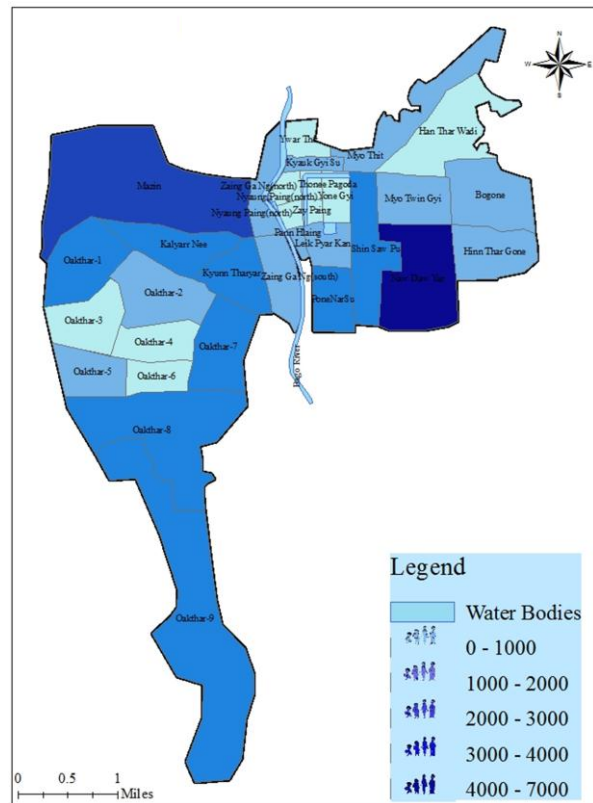 N
W
E
S
Han Thar Wadi
Ywar Thit
Myo Thit
Kyauk Gyi Su
Mazin
Zaing Ga Ng(north)
Thonee Pagoda
Nyaung Paing(north)
Yone Gyi
Myo Twin Gyi
Bogone
Nyaung Paing(north)
Zay Paing
Pann Hlaing
Kalyarr Nee
Leik Pyar Kan
Shin Saw Pu
Hinn Thar Gone
Oakthar-1
Kyunn Tharyar
Zaing Ga Ng(south)
Oakthar-2
PoneNarSu
Oakthar-3
Oakthar-4
Oakthar-7
Oakthar-5
Oakthar-6
Bago River
Oakthar-8
Oakthar-9
Legend
Water Bodies
0 - 1000
1000 - 2000
2000 - 3000
3000 - 4000
4000 - 7000
0 0.5 1
Miles